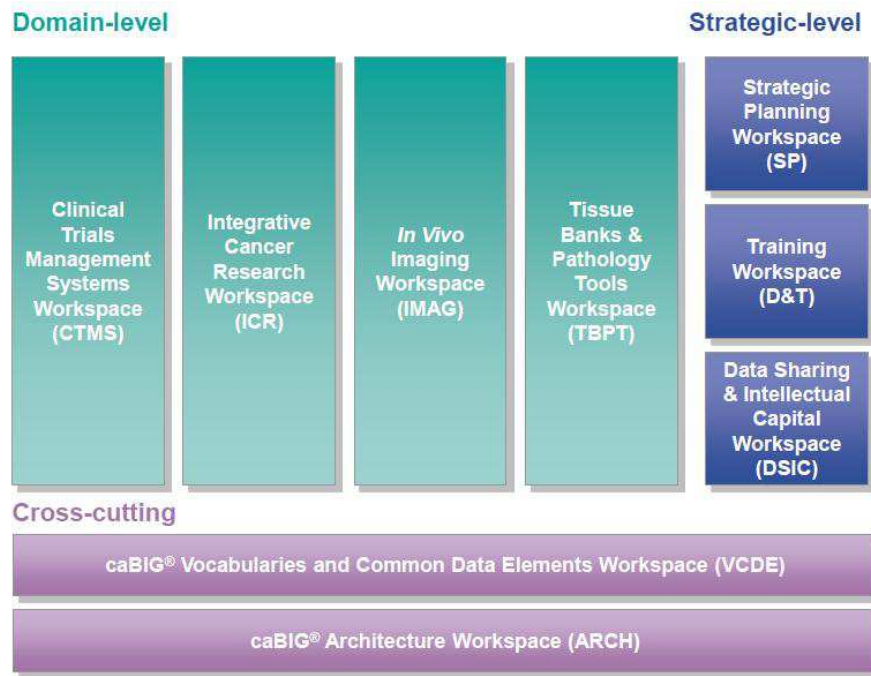 Domain-level
Strategic-level
Clinical
Trials
Management
Systems
Workspace
(CTMS)
Integrative
Cancer
Research
Workspace
(ICR)
In Vivo
Imaging
Workspace
(IMAG)
Tissue
Banks &
Pathology
Tools
Workspace
(TBPT)
Strategic
Planning
Workspace
(SP)
Training
Workspace
(D&T)
Data Sharing
& Intellectual
Capital
Workspace
(DSIC)
Cross-cutting
caBIG® Vocabularies and Common Data Elements Workspace (VCDE)
caBIG® Architecture Workspace (ARCH)